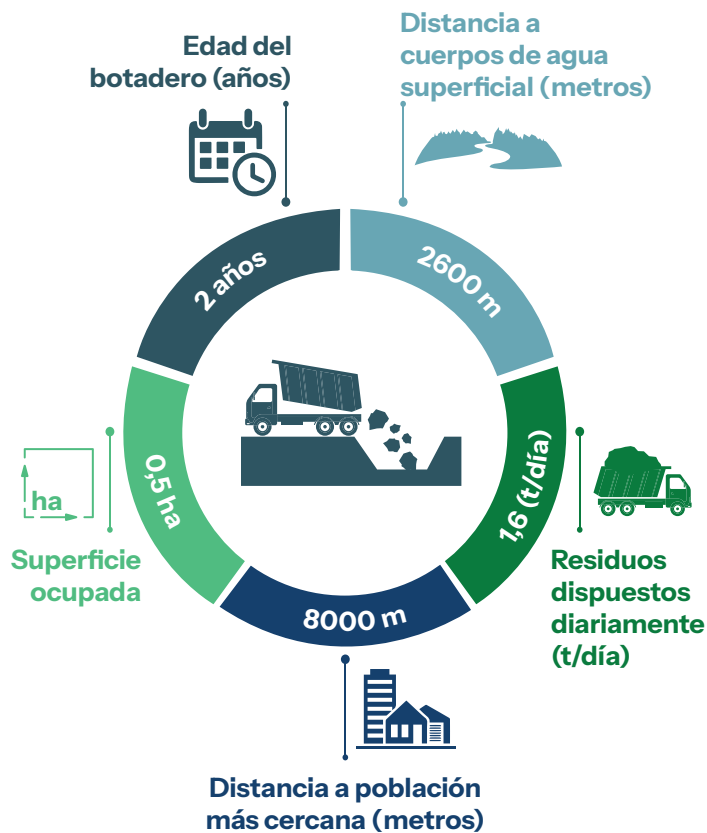 Edad del
botadero (años)
Distancia a
cuerpos de agua
superficial (metros)
2 años
2600 m
0,5 ha
1,6 (t/día)
8000 m
ha
Superficie
ocupada
Residuos
dispuestos
diariamente
(t/día)
Distancia a población
más cercana (metros)